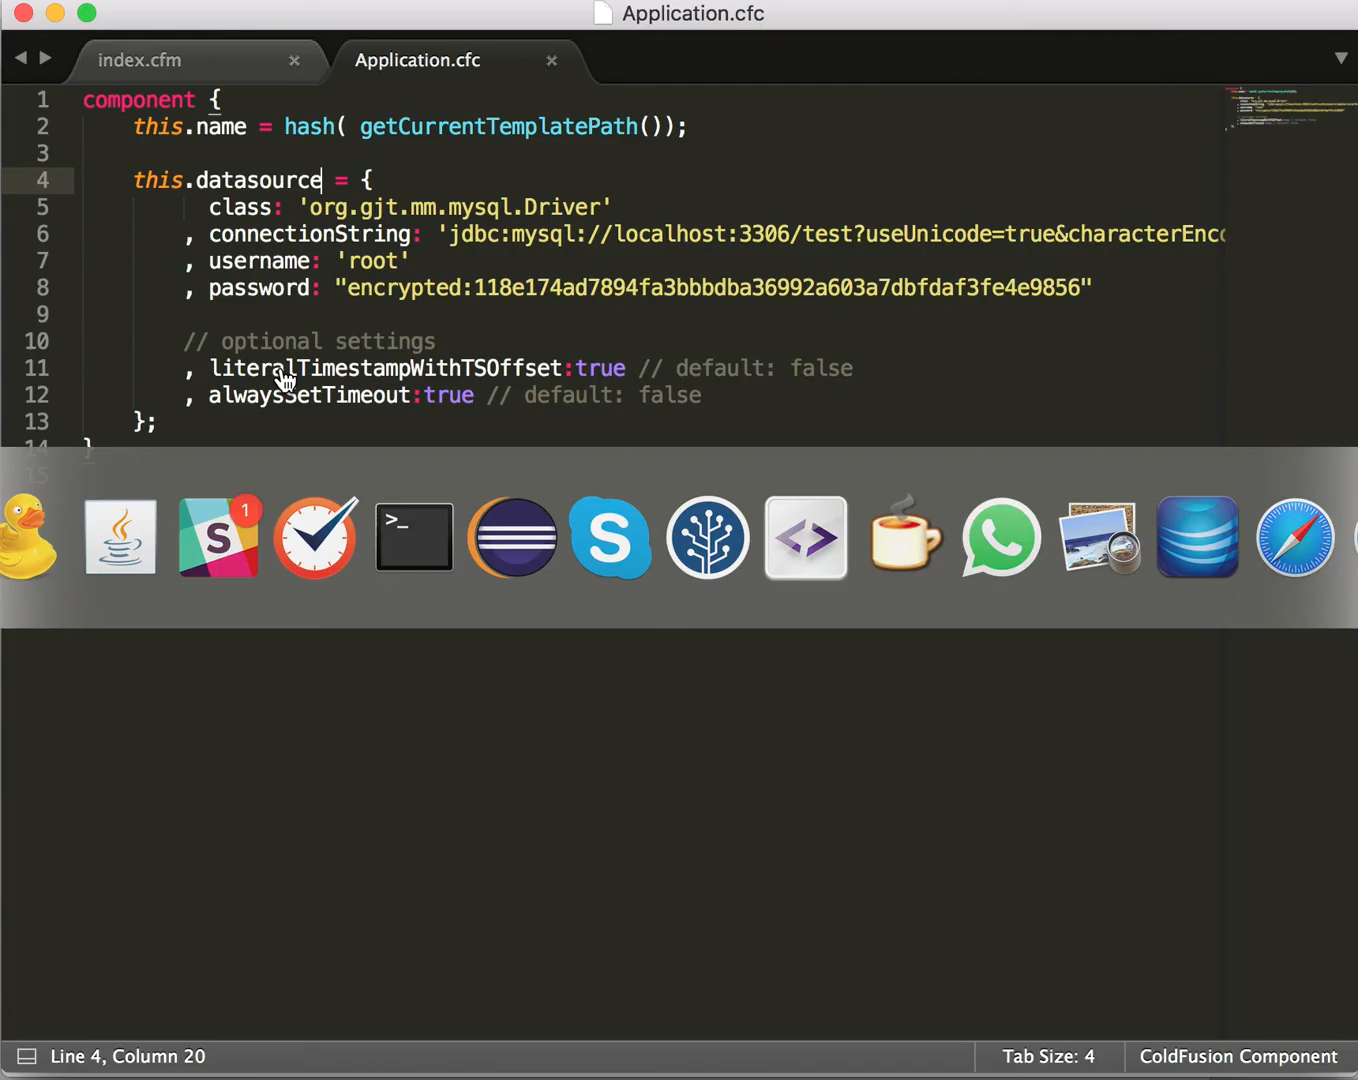 Application.cfc
index.cfm × Application.cfc ×
1 component {
2 this.name = hash( getCurrentTemplatePath());
3
4 this.datasource = {
5 class: 'org.gjt.mm.mysql.Driver'
6 , connectionString: 'jdbc:mysql://localhost:3306/test?useUnicode=true&characterEnc
7 , username: 'root'
8 , password: "encrypted:118e174ad7894fa3bbbdba36992a603a7dbfdaf3fe4e9856"
9
10 // optional settings
11 , literalTimestampWithTSOffset:true // default: false
12 , alwaysSetTimeout:true // default: false
13 };
14 }
15
1
S
>_
S
Line 4, Column 20
Tab Size: 4
ColdFusion Component